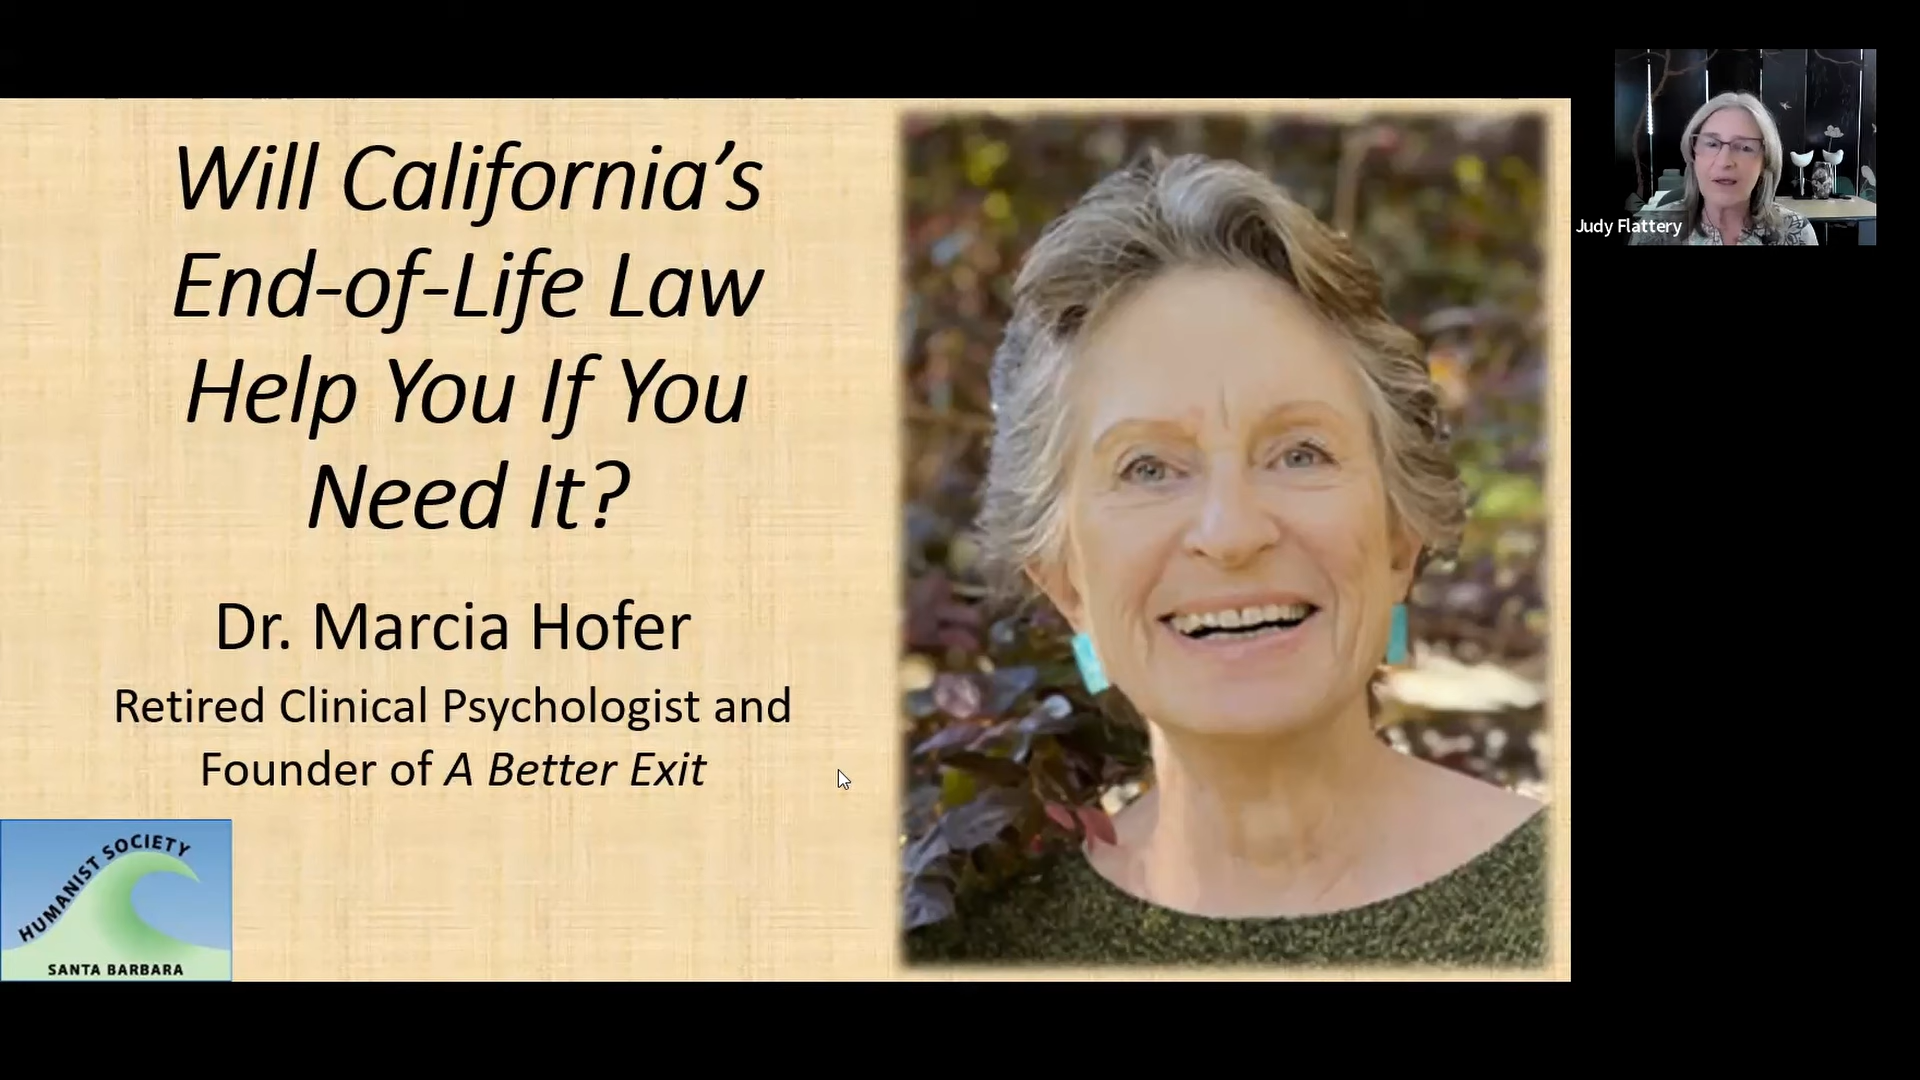 Will California’s
End-of-Life Law
Help You If You
Need It?
Dr. Marcia Hofer
Retired Clinical Psychologist and
Founder of A Better Exit
HUMANIST SOCIETY
SANTA BARBARA
Judy Flattery